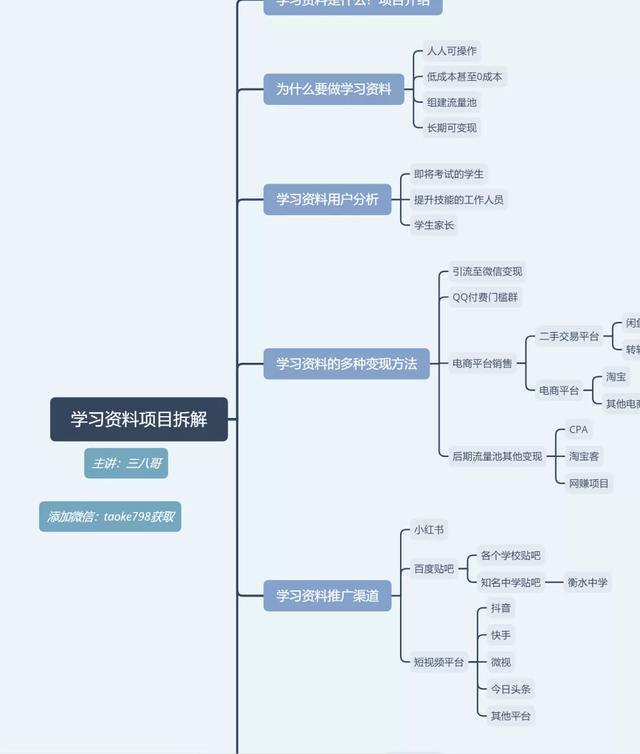 学习资料是什么？项目介绍
为什么要做学习资料
人人可操作
低成本甚至0成本
组建流量池
长期可变现
学习资料用户分析
即将考试的学生
提升技能的工作人员
学生家长
学习资料的多种变现方法
引流至微信变现
QQ付费门槛群
电商平台销售
二手交易平台
闲鱼
转转
电商平台
淘宝
其他电商
后期流量池其他变现
CPA
淘宝客
网赚项目
学习资料项目拆解
主讲：三八哥
添加微信：taoke798获取
学习资料推广渠道
小红书
百度贴吧
各个学校贴吧
知名中学贴吧
衡水中学
短视频平台
抖音
快手
微视
今日头条
其他平台